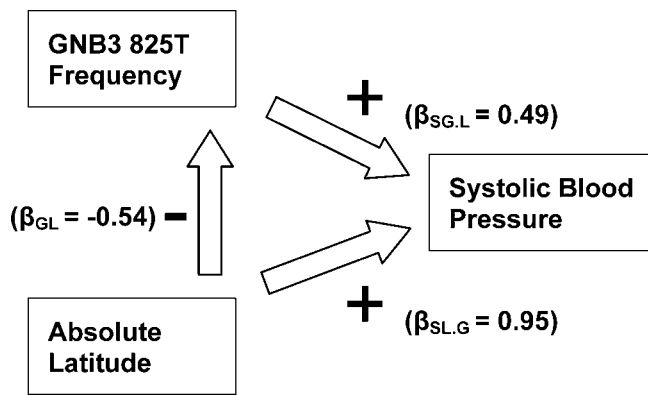 GNB3 825T
Frequency
+
(βSG.L = 0.49)
Systolic Blood
Pressure
(βGL = -0.54) -
+
(βSL.G = 0.95)
Absolute
Latitude